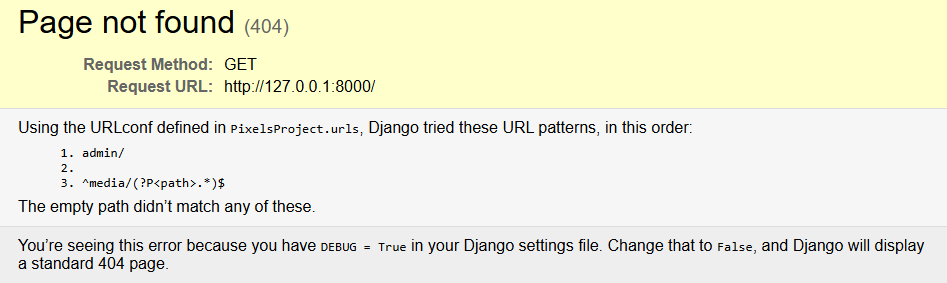 Page not found (404)
Request Method: GET
Request URL: http://127.0.0.1:8000/
Using the URLconf defined in PixelsProject.urls, Django tried these URL patterns, in this order:
1. admin/
2.
3. ^media/(?P<path>.*)$
The empty path didn’t match any of these.
You’re seeing this error because you have DEBUG = True in your Django settings file. Change that to False, and Django will display
a standard 404 page.